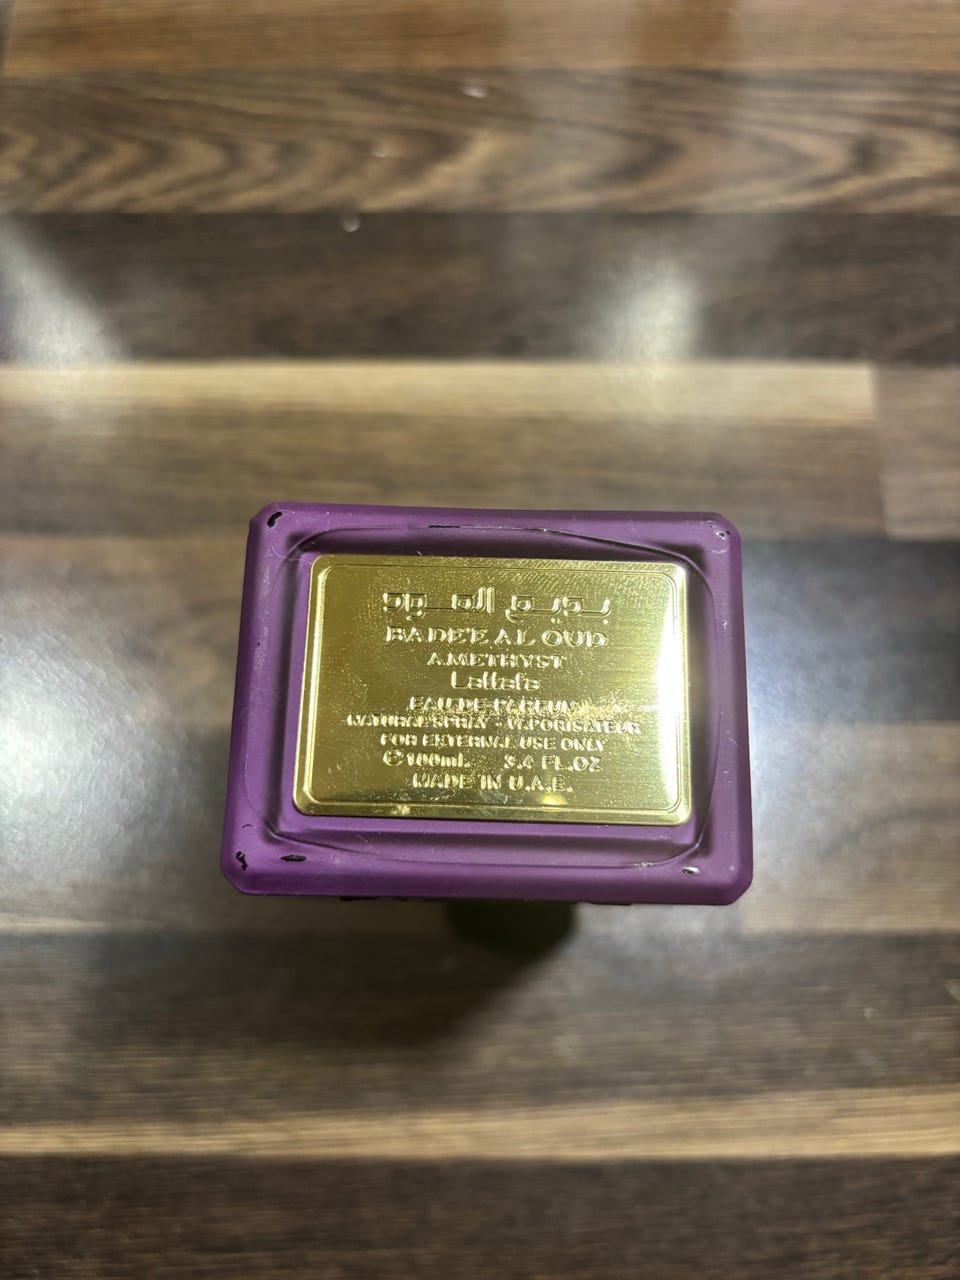 بديع العود
BADE'E AL OUD
AMETHYST
Lattafa
EAU DE PARFUM
NATURAL SPRAY - VAPORISATEUR
FOR EXTERNAL USE ONLY
℮100ml. 3.4 FL.OZ
MADE IN U.A.E.